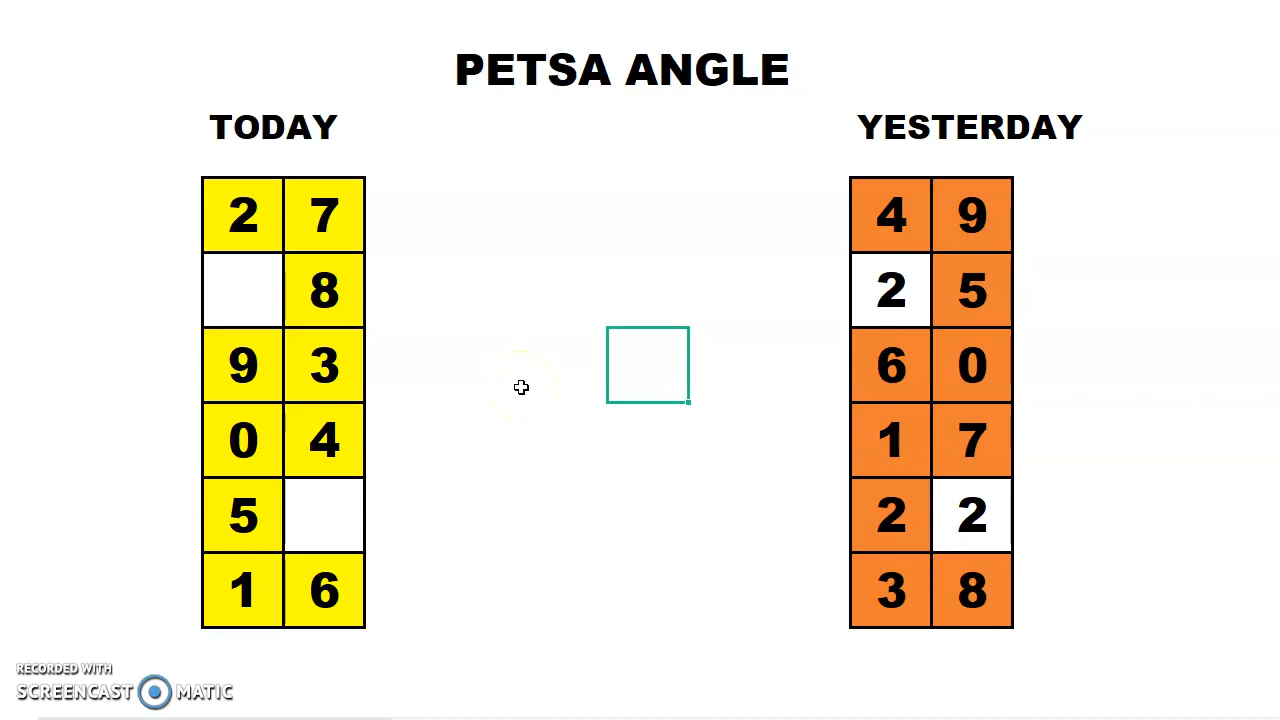 PETSA ANGLE
TODAY YESTERDAY
2 7 4 9
8 2 5
9 3 6 0
0 4 1 7
5 2 2
1 6 3 8
RECORDED WITH
SCREENCAST MATIC